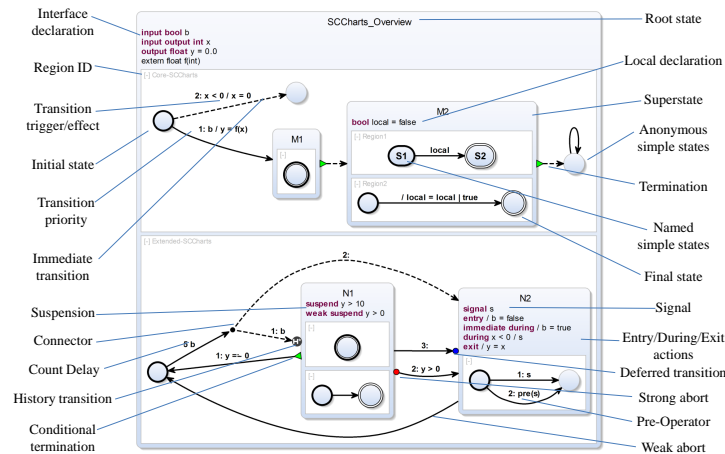 SCCharts_Overview
input bool b
input output int x
output float y = 0.0
extern float f(int)
[-] Core-SCCharts
2: x < 0 / x = 0
1: b / y = f(x)
M1
[-]
M2
bool local = false
[-] Region1
S1
local
S2
[-] Region2
/ local = local | true
[-] Extended-SCCharts
2:
N1
suspend y > 10
weak suspend y > 0
[-]
[-]
1: b
H
5 b
1: y == 0
3:
2: y > 0
N2
signal s
entry / b = false
immediate during / b = true
during x < 0 / s
exit / y = x
[-]
1: s
2: pre(s)
Interface
declaration
Region ID
Transition
trigger/effect
Initial state
Transition
priority
Immediate
transition
Suspension
Connector
Count Delay
History transition
Conditional
termination
Root state
Local declaration
Superstate
Anonymous
simple states
Termination
Named
simple states
Final state
Signal
Entry/During/Exit
actions
Deferred transition
Strong abort
Pre-Operator
Weak abort